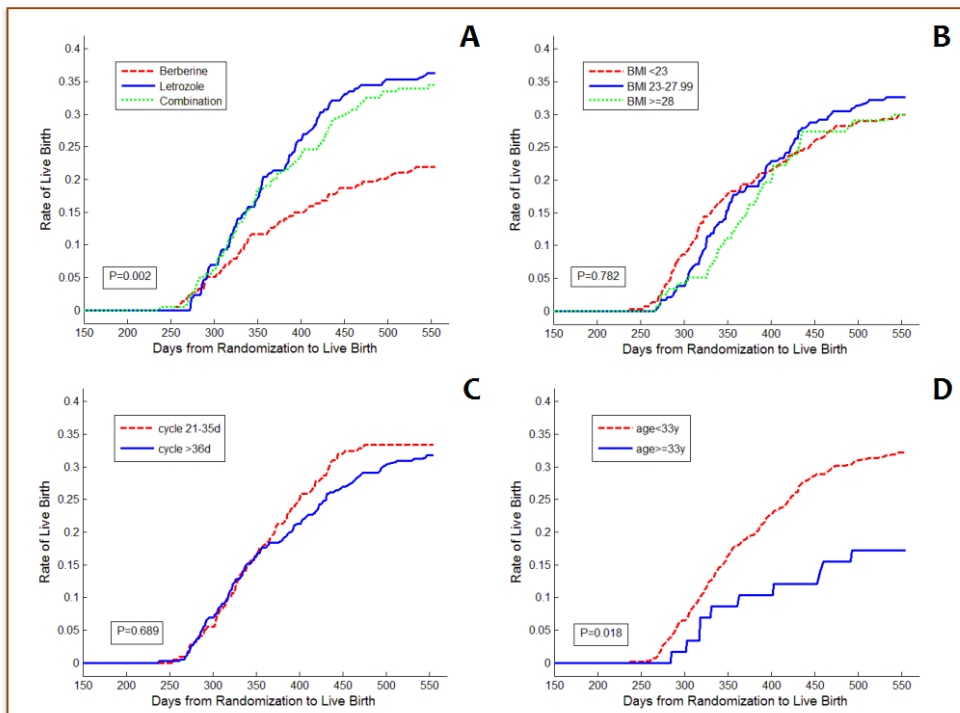 A
0.4
0.35
0.3
0.25
0.2
0.15
0.1
0.05
0
Rate of Live Birth
Berberine
Letrozole
Combination
P=0.002
150 200 250 300 350 400 450 500 550
Days from Randomization to Live Birth
B
0.4
0.35
0.3
0.25
0.2
0.15
0.1
0.05
0
Rate of Live Birth
BMI <23
BMI 23-27.99
BMI >=28
P=0.782
150 200 250 300 350 400 450 500 550
Days from Randomization to Live Birth
C
0.4
0.35
0.3
0.25
0.2
0.15
0.1
0.05
0
Rate of Live Birth
cycle 21-35d
cycle >36d
P=0.689
150 200 250 300 350 400 450 500 550
Days from Randomization to Live Birth
D
0.4
0.35
0.3
0.25
0.2
0.15
0.1
0.05
0
Rate of Live Birth
age<33y
age>=33y
P=0.018
150 200 250 300 350 400 450 500 550
Days from Randomization to Live Birth